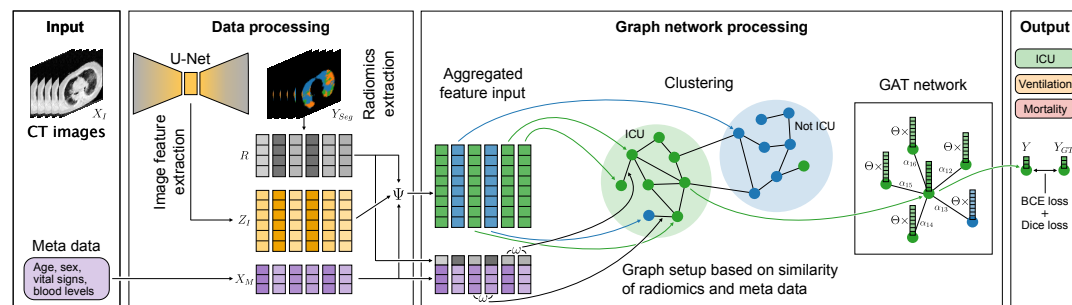 Input
Data processing
Graph network processing
Output
U-Net
X_I
CT images
Y_Seg
Radiomics
extraction
Image feature
extraction
R
Z_I
X_M
Ψ
Meta data
Age, sex,
vital signs,
blood levels
Aggregated
feature input
Clustering
ICU
Not ICU
ω
ω
Graph setup based on similarity
of radiomics and meta data
GAT network
Θ×
Θ×
Θ×
Θ×
Θ×
α_16
α_12
α_15
α_13
α_14
ICU
Ventilation
Mortality
Y
Y_GT
BCE loss
+
Dice loss